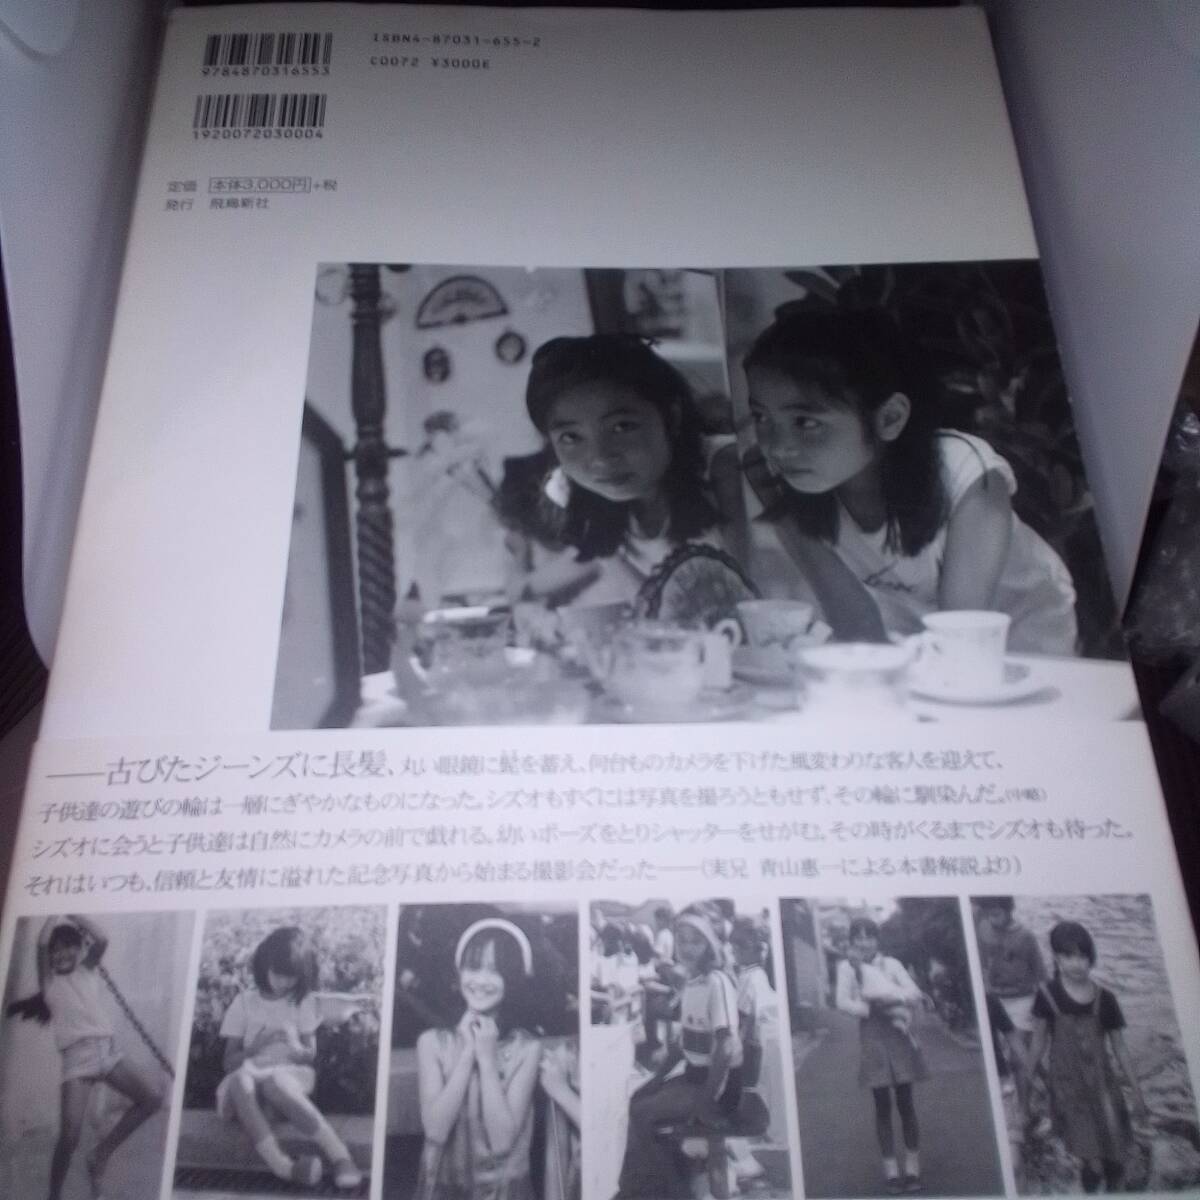 ISBN4-87031-655-2
C0072 ¥3000E
9784870316553
1920072030004
定価 本体3,000円+税
発行 飛鳥新社
――古びたジーンズに長髪、丸い眼鏡に髭を蓄え、何台ものカメラを下げた風変わりな客人を迎えて、
子供達の遊びの輪は一層にぎやかなものになった。シズオもすぐには写真を撮ろうともせず、その輪に馴染んだ。(中略)
シズオに会うと子供達は自然にカメラの前で戯れる。幼いポーズをとりシャッターをせがむ。その時がくるまでシズオも待った。
それはいつも、信頼と友情に溢れた記念写真から始まる撮影会だった――(実兄 青山惠一による本書解説より)